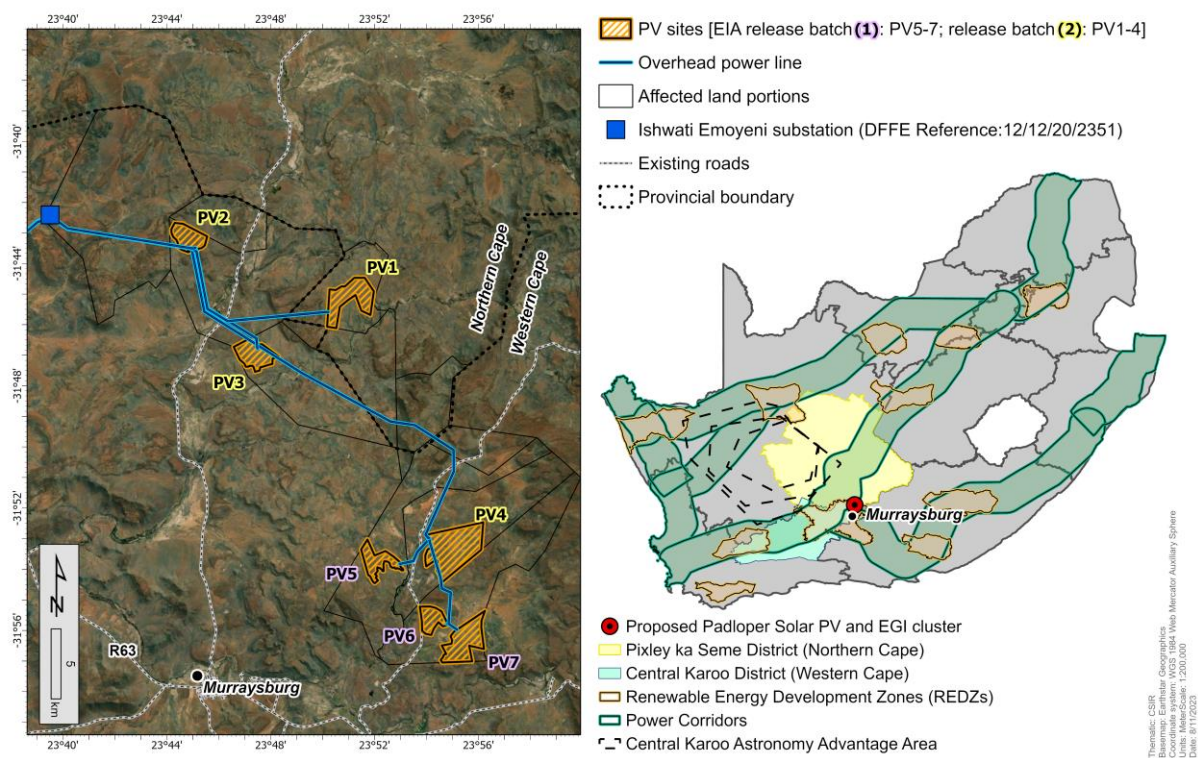 23°40' 23°44' 23°48' 23°52' 23°56'
-31°40'
-31°44'
-31°48'
-31°52'
-31°56'
PV2
PV1
Northern Cape
Western Cape
PV3
PV4
PV5
PV6
PV7
R63
Murraysburg
N
5
km
23°40' 23°44' 23°48' 23°52' 23°56'
PV sites [EIA release batch (1): PV5-7; release batch (2): PV1-4]
Overhead power line
Affected land portions
Ishwati Emoyeni substation (DFFE Reference:12/12/20/2351)
Existing roads
Provincial boundary
Murraysburg
Proposed Padloper Solar PV and EGI cluster
Pixley ka Seme District (Northern Cape)
Central Karoo District (Western Cape)
Renewable Energy Development Zones (REDZs)
Power Corridors
Central Karoo Astronomy Advantage Area
Thematic: CSIR
Basemap: Earthstar Geographics
Coordinate system: WGS 1984 Web Mercator Auxiliary Sphere
Units: MeterScale: 1:200,000
Date: 8/11/2023